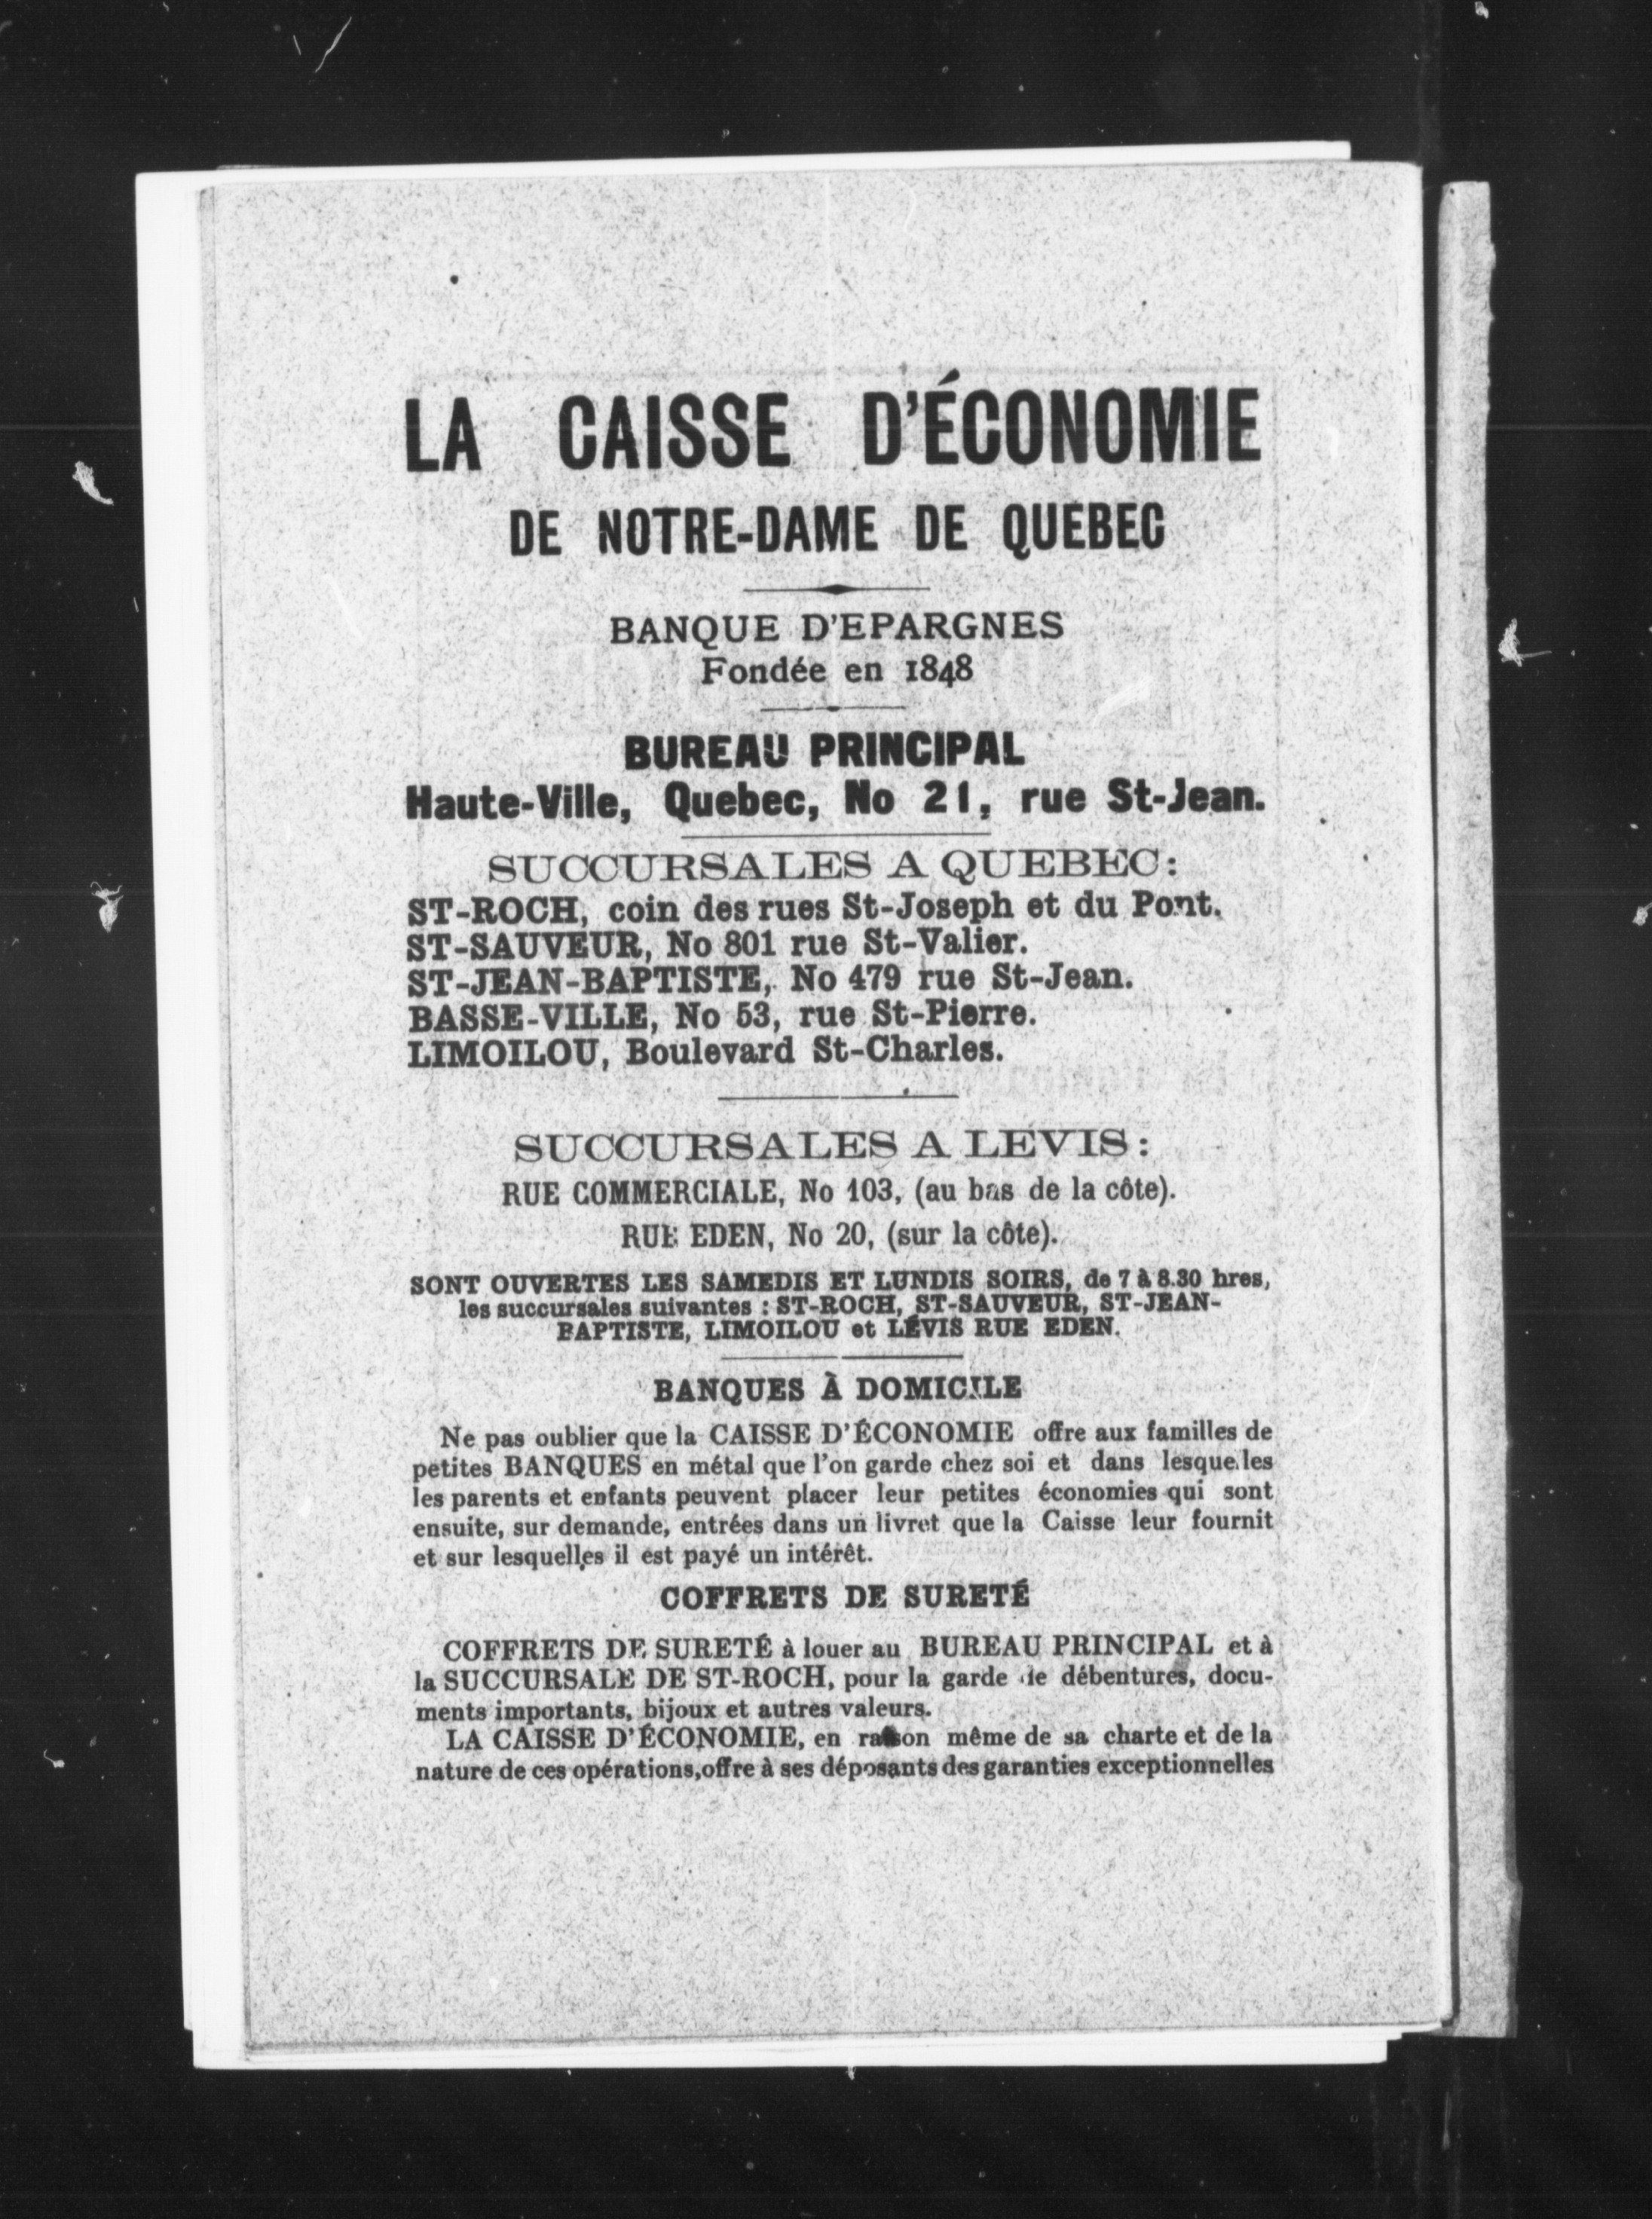 LA CAISSE D'ÉCONOMIE
DE NOTRE-DAME DE QUEBEC
BANQUE D'EPARGNES
Fondée en 1848
BUREAU PRINCIPAL
Haute-Ville, Quebec, No 21, rue St-Jean.
SUCCURSALES A QUEBEC:
ST-ROCH, coin des rues St-Joseph et du Pont.
ST-SAUVEUR, No 801 rue St-Valier.
ST-JEAN-BAPTISTE, No 479 rue St-Jean.
BASSE-VILLE, No 53, rue St-Pierre.
LIMOILOU, Boulevard St-Charles.
SUCCURSALES A LEVIS:
RUE COMMERCIALE, No 103, (au bas de la côte).
RUE EDEN, No 20, (sur la côte).
SONT OUVERTES LES SAMEDIS ET LUNDIS SOIRS, de 7 à 8.30 hres,
les succursales suivantes : ST-ROCH, ST-SAUVEUR, ST-JEAN-
BAPTISTE, LIMOILOU et LÉVIS RUE EDEN.
BANQUES À DOMICILE
Ne pas oublier que la CAISSE D'ÉCONOMIE offre aux familles de
petites BANQUES en métal que l'on garde chez soi et dans lesquelles
les parents et enfants peuvent placer leur petites économies qui sont
ensuite, sur demande, entrées dans un livret que la Caisse leur fournit
et sur lesquelles il est payé un intérêt.
COFFRETS DE SURETÉ
COFFRETS DE SURETÉ à louer au BUREAU PRINCIPAL et à
la SUCCURSALE DE ST-ROCH, pour la garde de débentures, docu-
ments importants, bijoux et autres valeurs.
LA CAISSE D'ÉCONOMIE, en raison même de sa charte et de la
nature de ces opérations, offre à ses déposants des garanties exceptionnelles